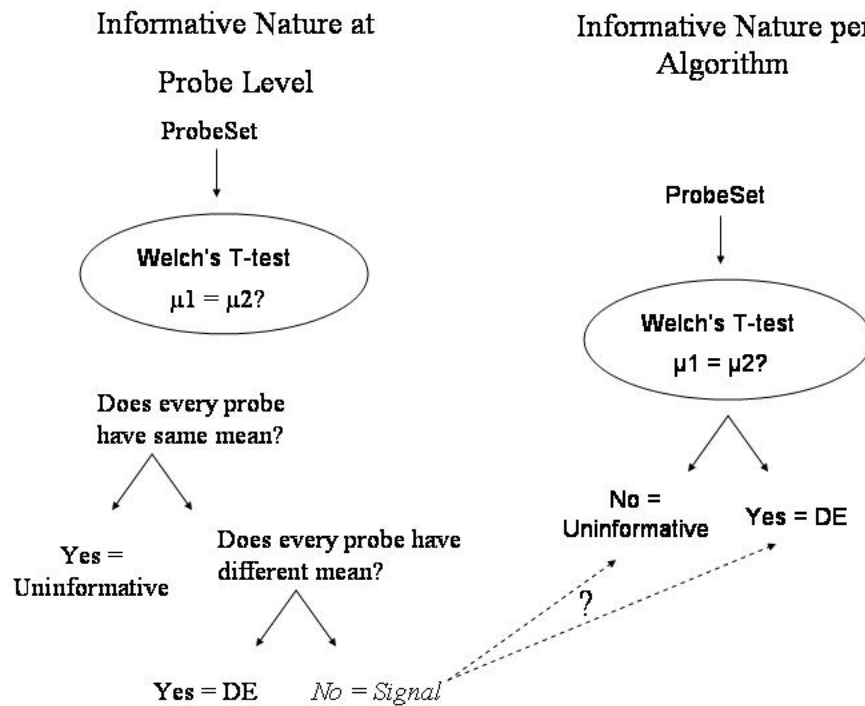 Informative Nature at
Probe Level
ProbeSet
Welch's T-test
µ1 = µ2?
Does every probe
have same mean?
Yes =
Uninformative
Does every probe have
different mean?
Yes = DE
No = Signal
Informative Nature per
Algorithm
ProbeSet
Welch's T-test
µ1 = µ2?
No =
Uninformative
Yes = DE
?